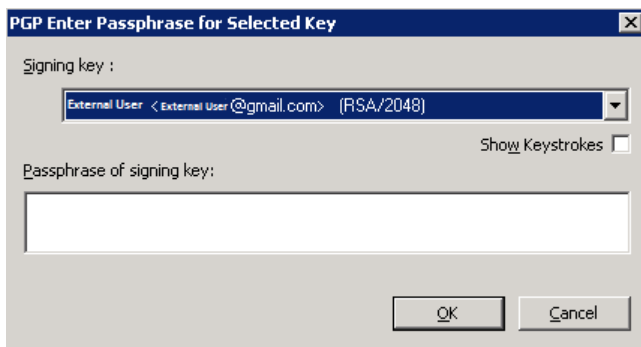 PGP Enter Passphrase for Selected Key
Signing key :
External User <External User@gmail.com> (RSA/2048)
Show Keystrokes
Passphrase of signing key:
OK
Cancel